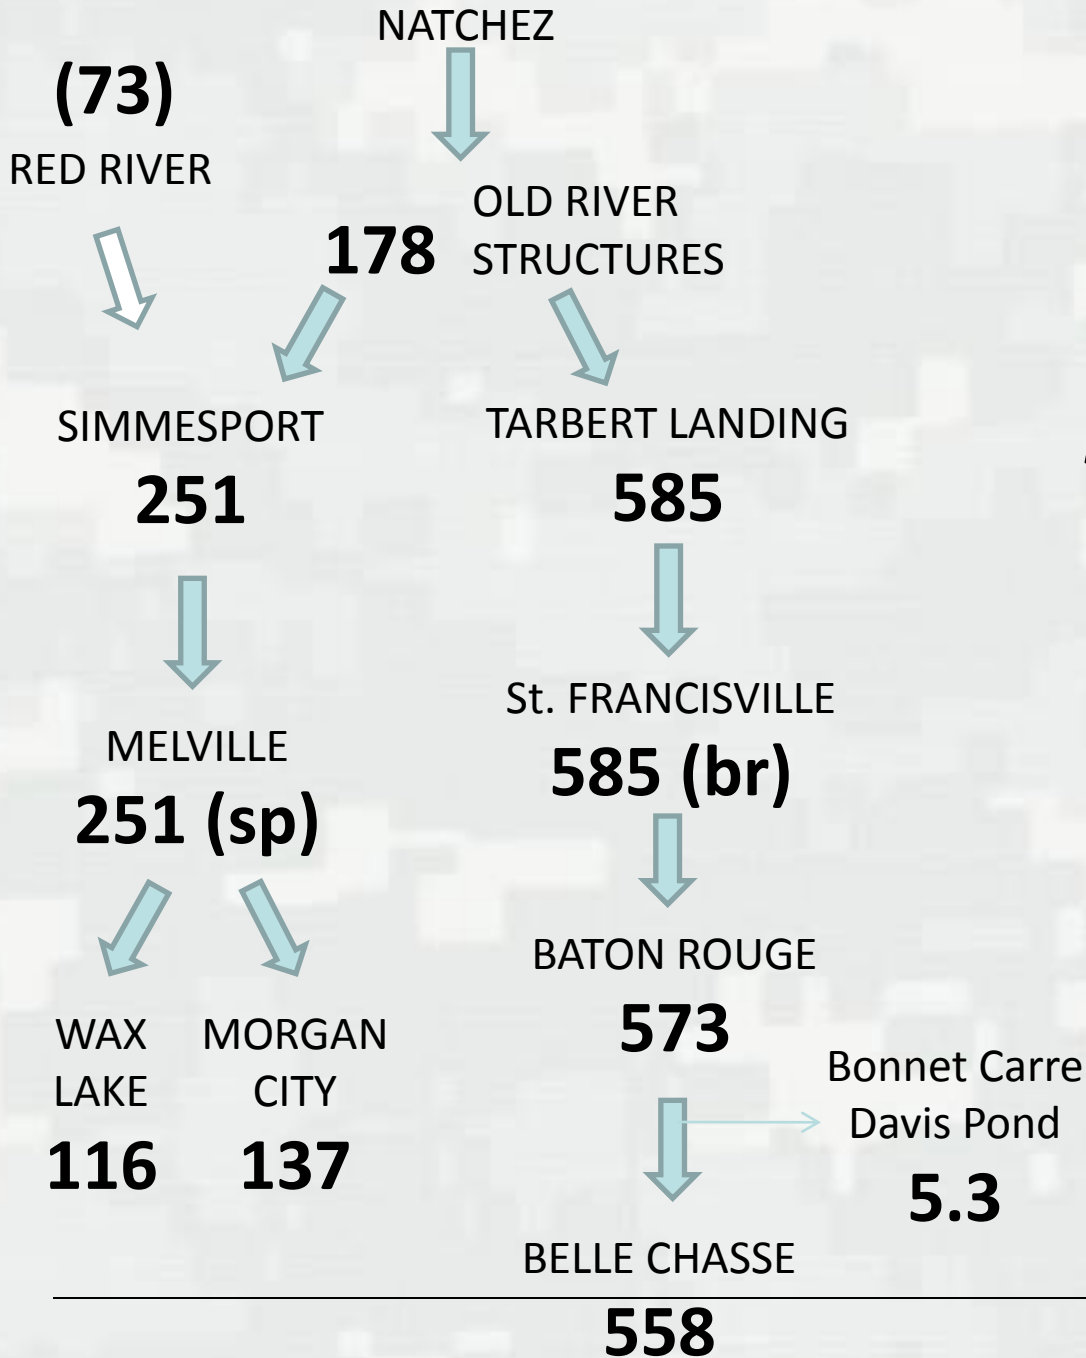 NATCHEZ
(73)
RED RIVER
OLD RIVER
178 STRUCTURES
SIMMESPORT
251
TARBERT LANDING
585
MELVILLE
251 (sp)
St. FRANCISVILLE
585 (br)
WAX
LAKE
116
MORGAN
CITY
137
BATON ROUGE
573
Bonnet Carre
Davis Pond
5.3
BELLE CHASSE
558